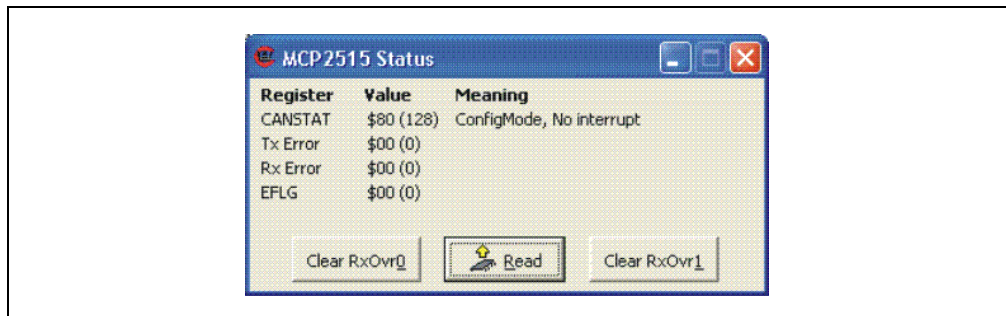 MCP2515 Status
Register Value Meaning
CANSTAT $80 (128) ConfigMode, No interrupt
Tx Error $00 (0)
Rx Error $00 (0)
EFLG $00 (0)
Clear RxOvr0 Read Clear RxOvr1